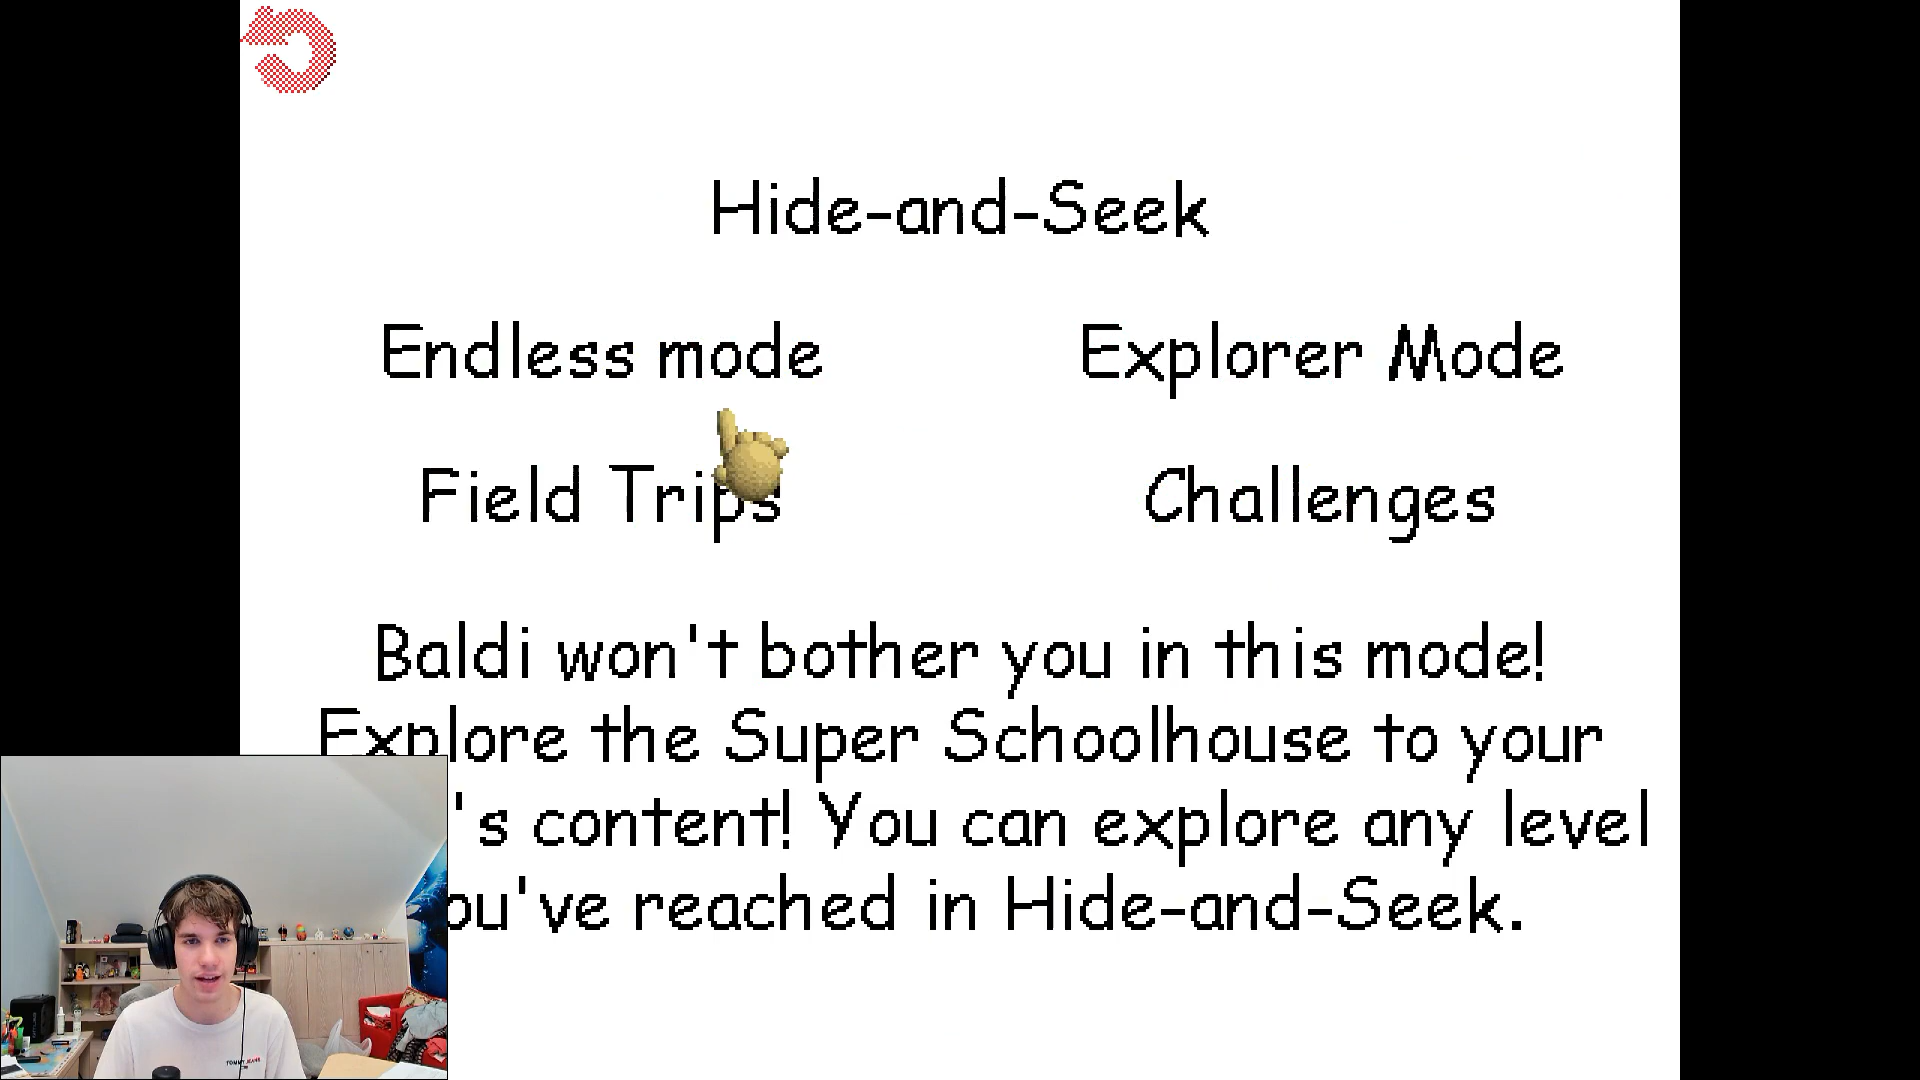 Hide-and-Seek
Endless mode
Explorer Mode
Field Trips
Challenges
Baldi won't bother you in this mode!
Explore the Super Schoolhouse to your
's content! You can explore any level
ou've reached in Hide-and-Seek.